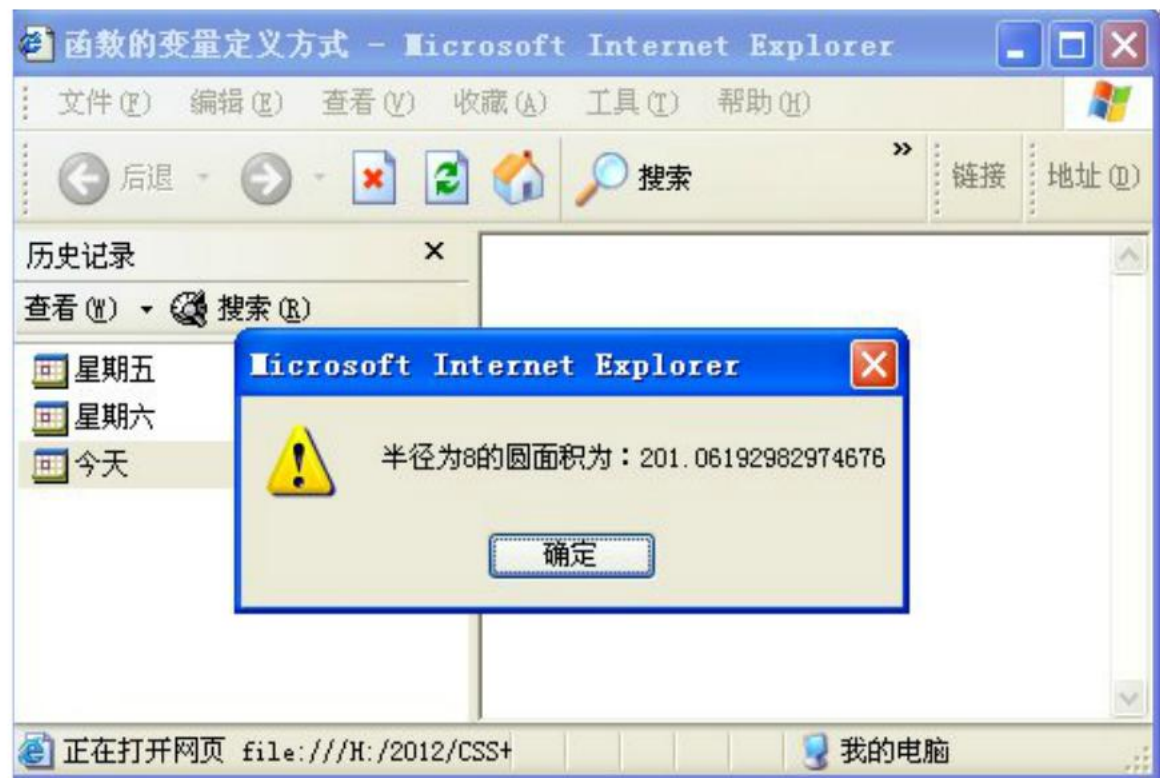 函数的变量定义方式 - Microsoft Internet Explorer
文件(F) 编辑(E) 查看(V) 收藏(A) 工具(T) 帮助(H)
后退 搜索 » 链接 地址(D)
历史记录
查看(W) 搜索(R)
星期五
星期六
今天
Microsoft Internet Explorer
半径为8的圆面积为：201.06192982974676
确定
正在打开网页 file:///H:/2012/CSS+ 我的电脑